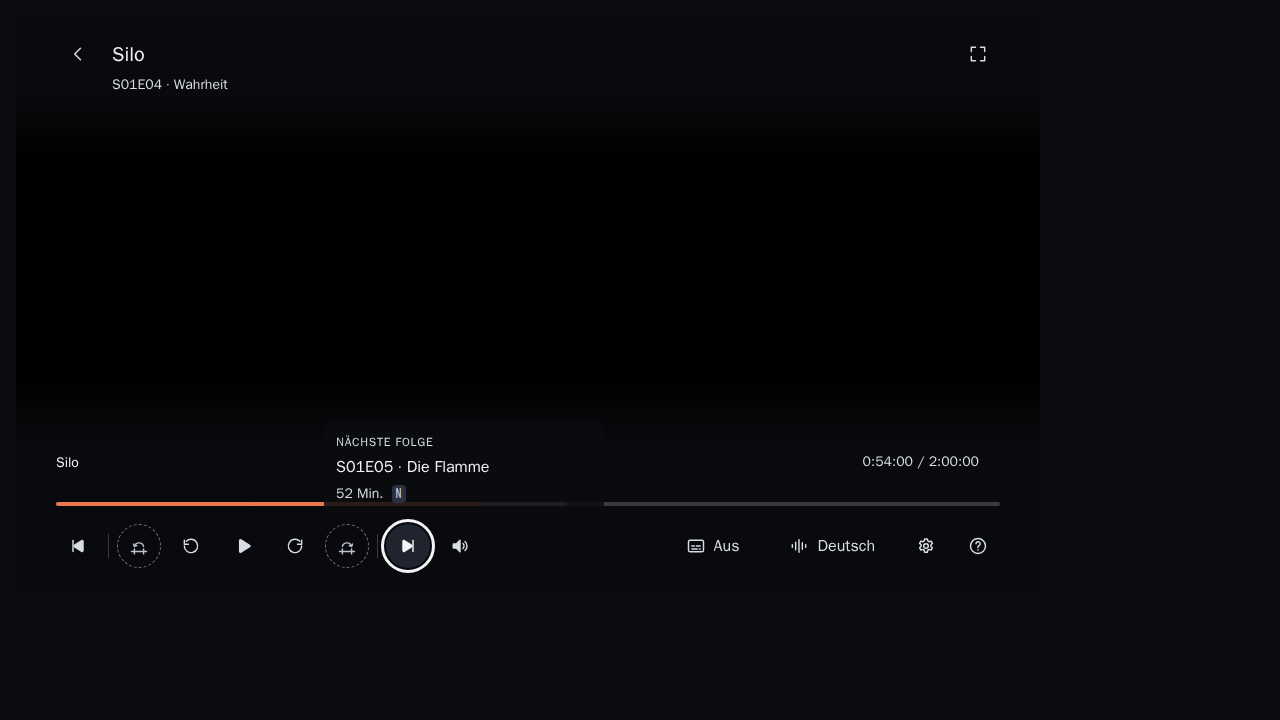 Silo
S01E04 · Wahrheit
NÄCHSTE FOLGE
S01E05 · Die Flamme
52 Min. N
Silo
0:54:00 / 2:00:00
Aus
Deutsch